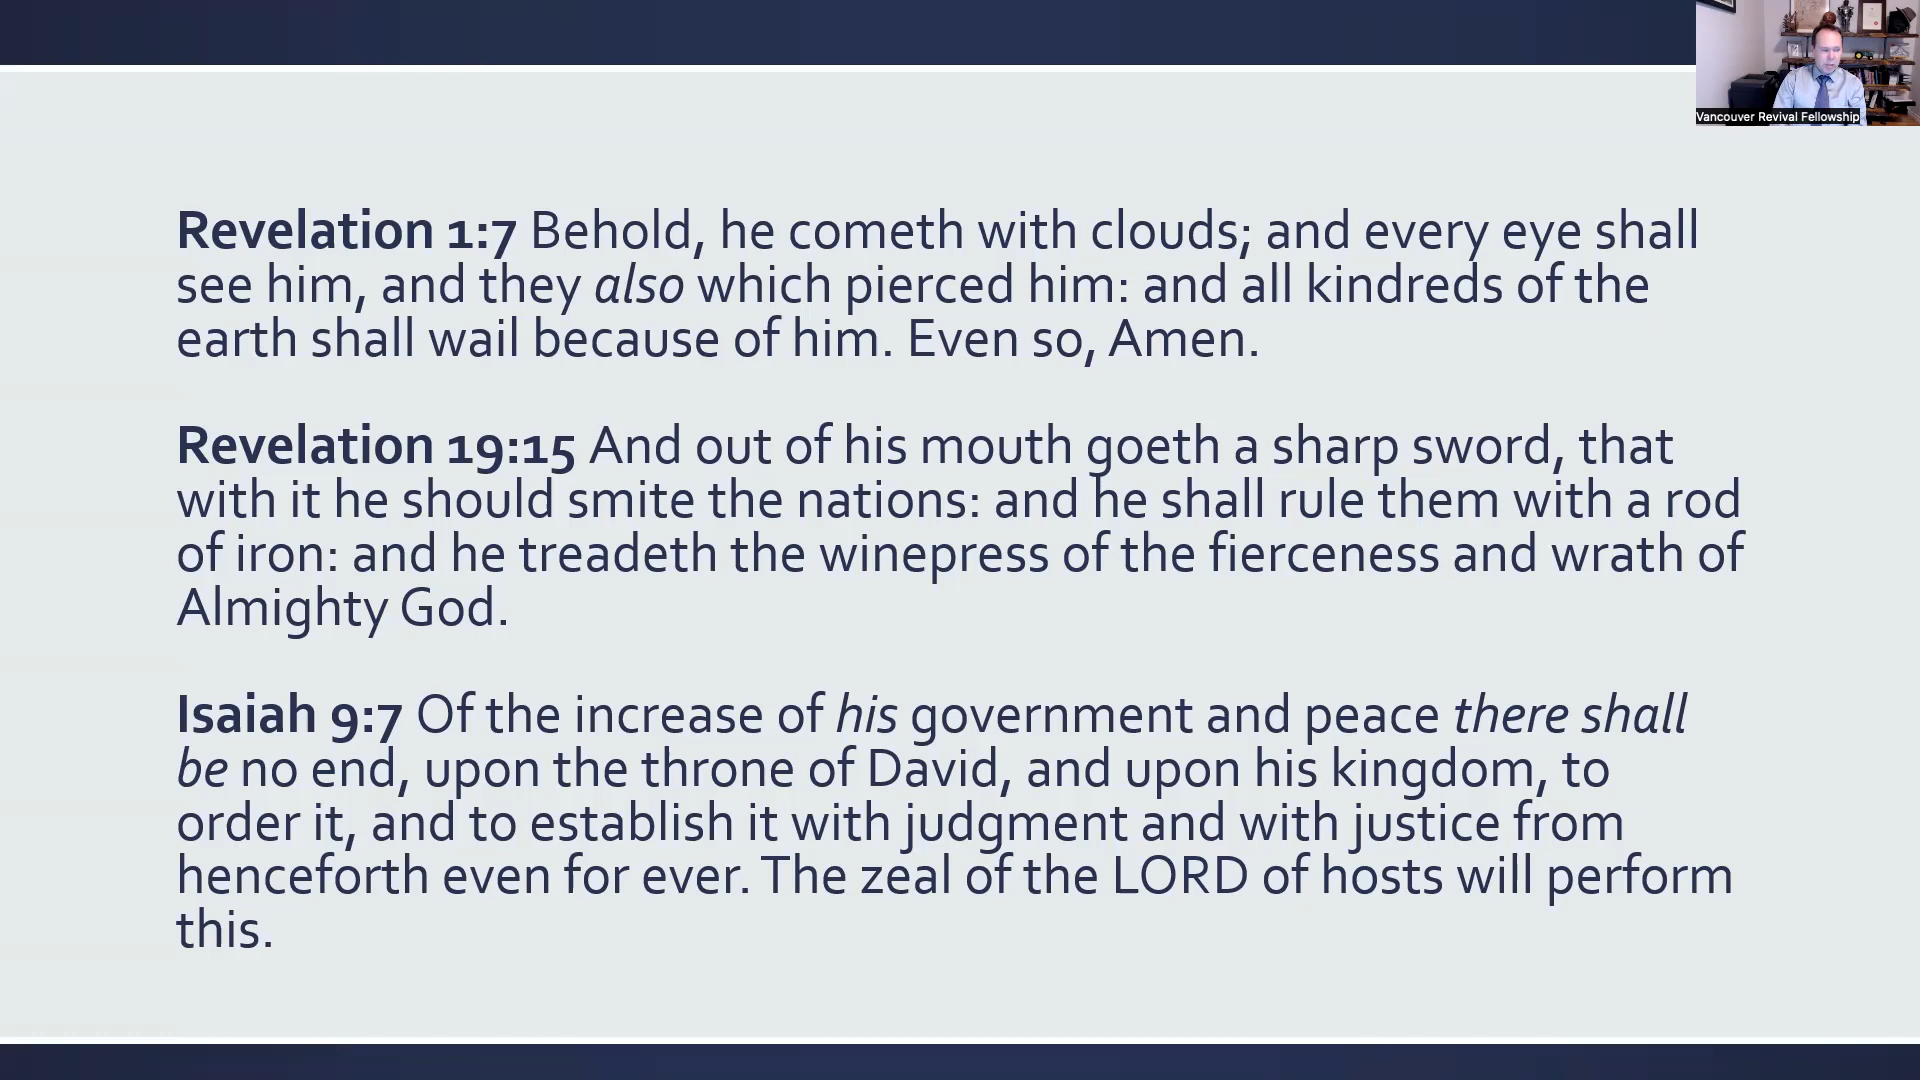 Vancouver Revival Fellowship
Revelation 1:7 Behold, he cometh with clouds; and every eye shall
see him, and they also which pierced him: and all kindreds of the
earth shall wail because of him. Even so, Amen.
Revelation 19:15 And out of his mouth goeth a sharp sword, that
with it he should smite the nations: and he shall rule them with a rod
of iron: and he treadeth the winepress of the fierceness and wrath of
Almighty God.
Isaiah 9:7 Of the increase of his government and peace there shall
be no end, upon the throne of David, and upon his kingdom, to
order it, and to establish it with judgment and with justice from
henceforth even for ever. The zeal of the LORD of hosts will perform
this.